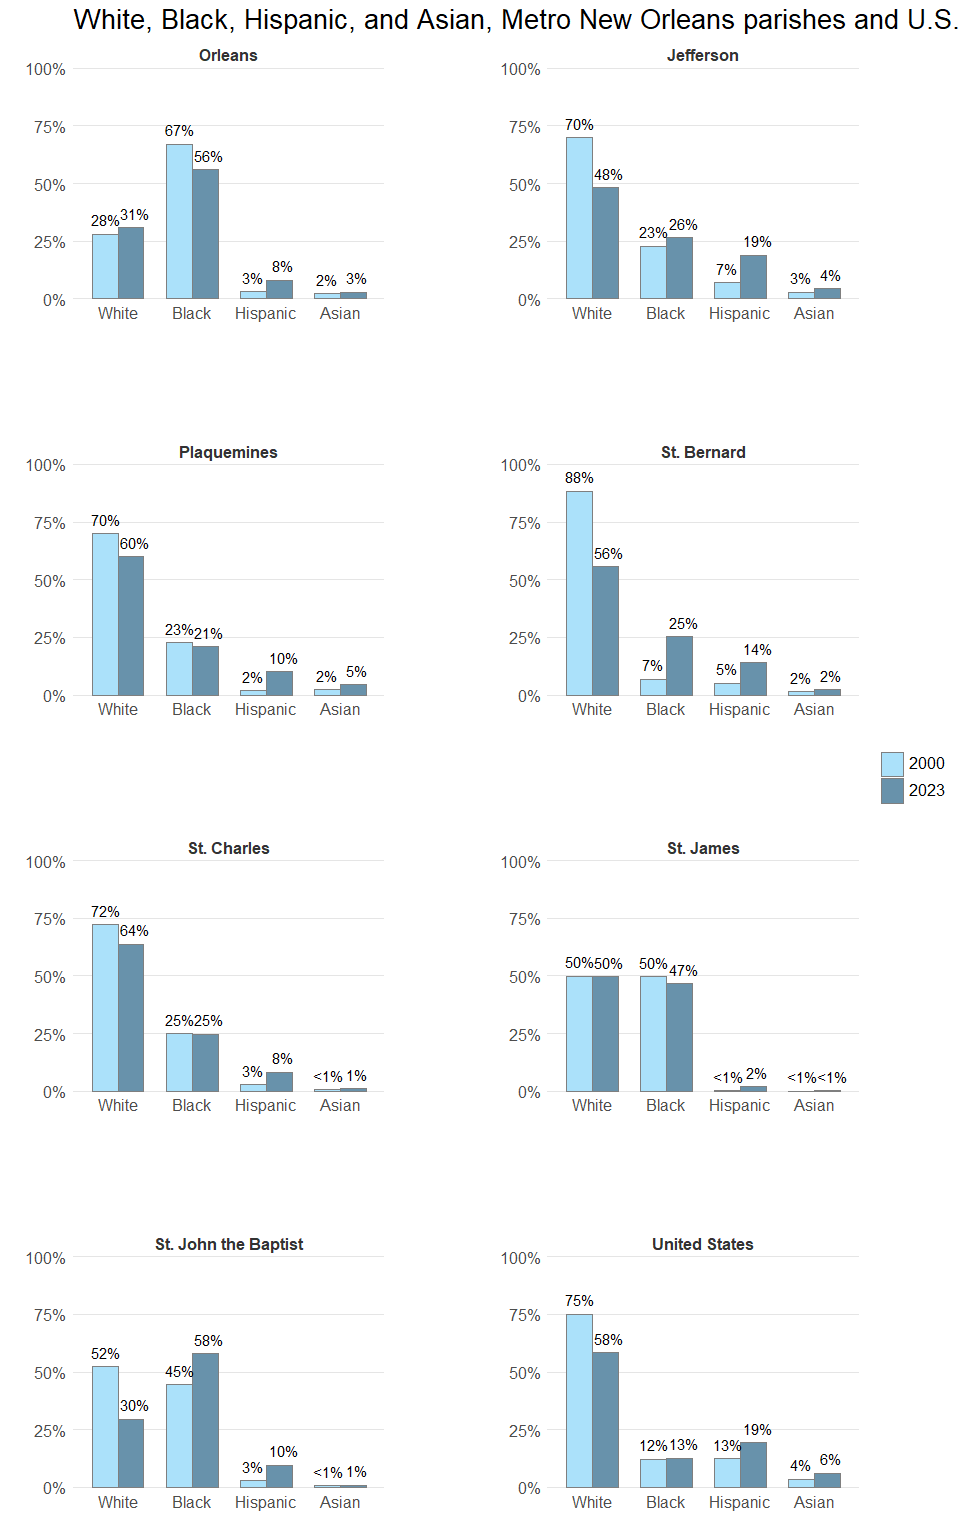 White, Black, Hispanic, and Asian, Metro New Orleans parishes and U.S.
Orleans
100%
75%
50%
25%
0%
28% 31% 67% 56% 3% 8% 2% 3%
White Black Hispanic Asian
Jefferson
100%
75%
50%
25%
0%
70% 48% 23% 26% 7% 19% 3% 4%
White Black Hispanic Asian
Plaquemines
100%
75%
50%
25%
0%
70% 60% 23% 21% 2% 10% 2% 5%
White Black Hispanic Asian
St. Bernard
100%
75%
50%
25%
0%
88% 56% 7% 25% 5% 14% 2% 2%
White Black Hispanic Asian
2000
2023
St. Charles
100%
75%
50%
25%
0%
72% 64% 25% 25% 3% 8% <1% 1%
White Black Hispanic Asian
St. James
100%
75%
50%
25%
0%
50% 50% 50% 47% <1% 2% <1% <1%
White Black Hispanic Asian
St. John the Baptist
100%
75%
50%
25%
0%
52% 30% 45% 58% 3% 10% <1% 1%
White Black Hispanic Asian
United States
100%
75%
50%
25%
0%
75% 58% 12% 13% 13% 19% 4% 6%
White Black Hispanic Asian